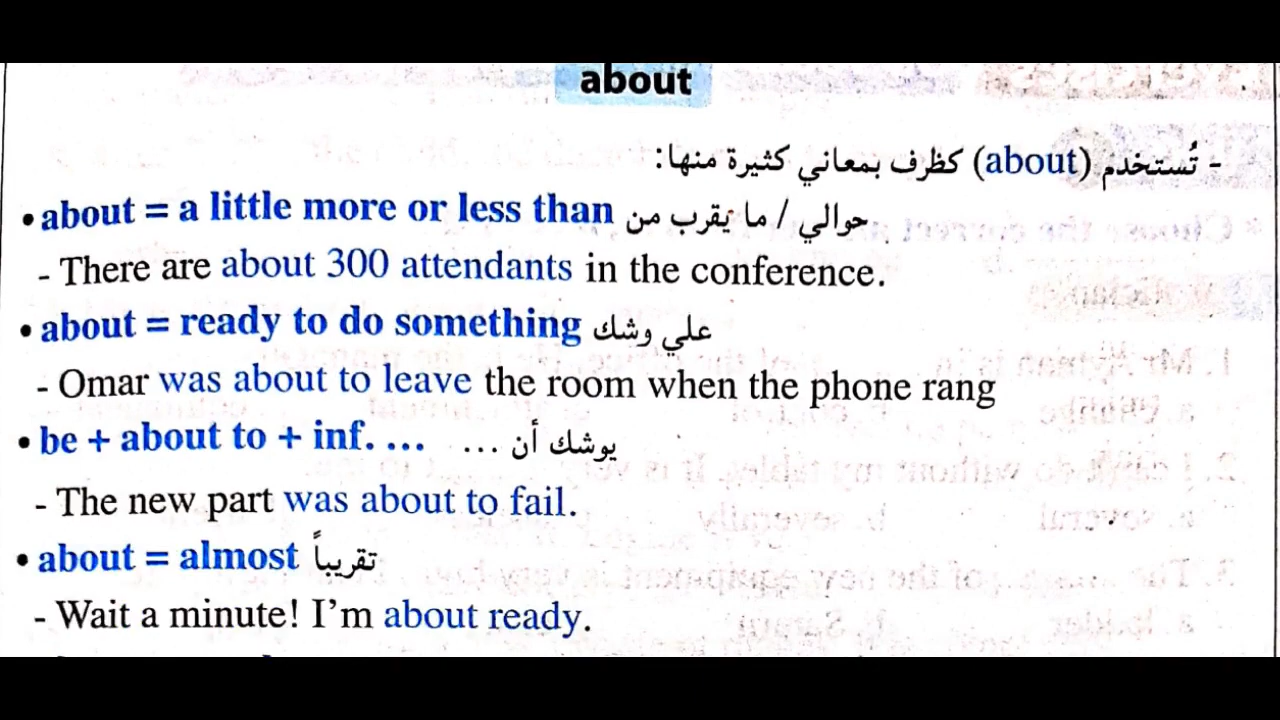 about
- تُستخدم (about) كظرف بمعاني كثيرة منها:
• about = a little more or less than حوالي / ما يقرب من
- There are about 300 attendants in the conference.
• about = ready to do something علي وشك
- Omar was about to leave the room when the phone rang
• be + about to + inf. … يوشك أن …
- The new part was about to fail.
• about = almost تقريباً
- Wait a minute! I’m about ready.